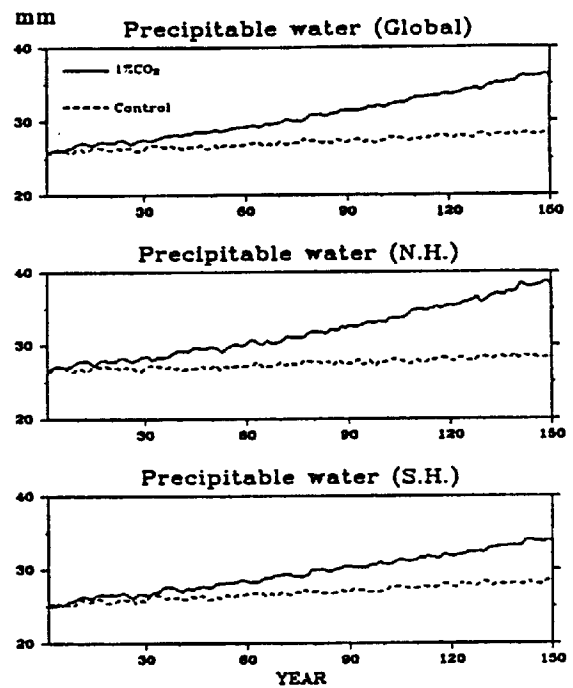 mm
Precipitable water (Global)
40
1%CO₂
Control
30
20
30 60 90 120 150
Precipitable water (N.H.)
40
30
20
30 60 90 120 150
Precipitable water (S.H.)
40
30
20
30 60 90 120 150
YEAR